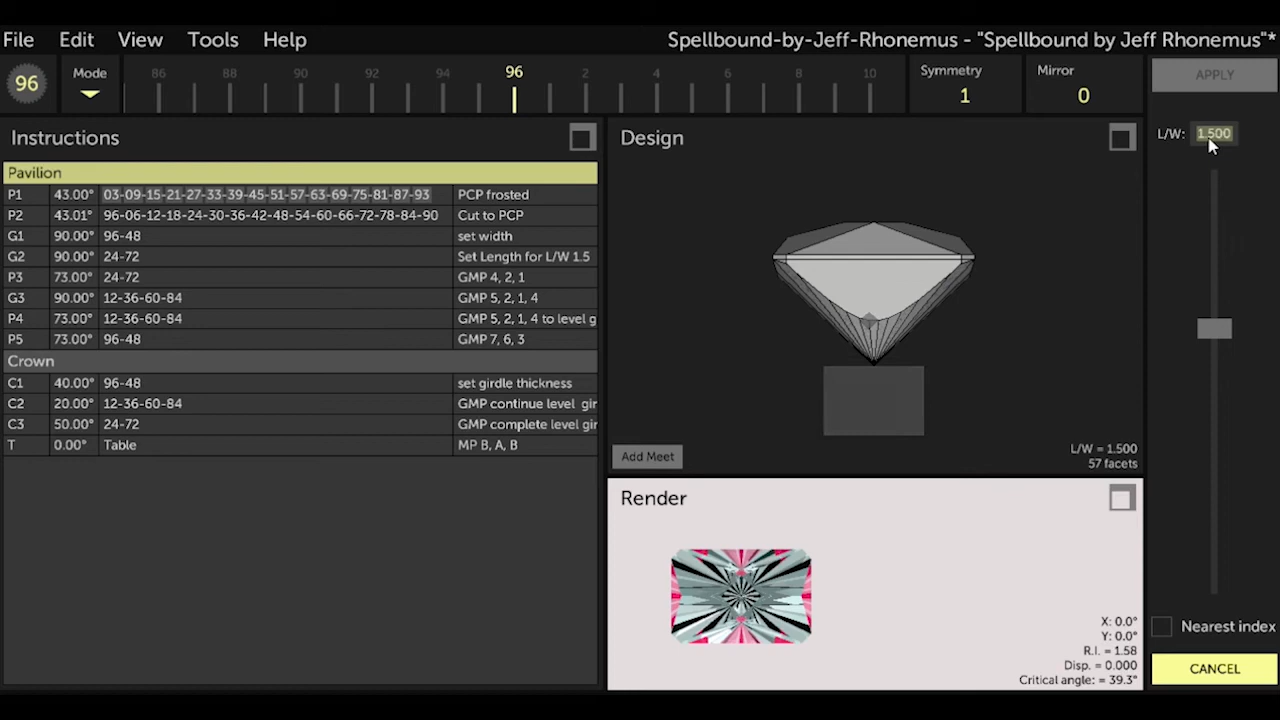 File Edit View Tools Help Spellbound-by-Jeff-Rhonemus - "Spellbound by Jeff Rhonemus"*
96 Mode 86 88 90 92 94 96 2 4 6 8 10 Symmetry 1 Mirror 0 APPLY
L/W: 1.500
Instructions
Pavilion
P1 43.00° 03-09-15-21-27-33-39-45-51-57-63-69-75-81-87-93 PCP frosted
P2 43.01° 96-06-12-18-24-30-36-42-48-54-60-66-72-78-84-90 Cut to PCP
G1 90.00° 96-48 set width
G2 90.00° 24-72 Set Length for L/W 1.5
P3 73.00° 24-72 GMP 4, 2, 1
G3 90.00° 12-36-60-84 GMP 5, 2, 1, 4
P4 73.00° 12-36-60-84 GMP 5, 2, 1, 4 to level g
P5 73.00° 96-48 GMP 7, 6, 3
Crown
C1 40.00° 96-48 set girdle thickness
C2 20.00° 12-36-60-84 GMP continue level gir
C3 50.00° 24-72 GMP complete level gir
T 0.00° Table MP B, A, B
Design
Add Meet
L/W = 1.500
57 facets
Render
X: 0.0°
Y: 0.0°
R.I. = 1.58
Disp. = 0.000
Critical angle: = 39.3°
Nearest index
CANCEL